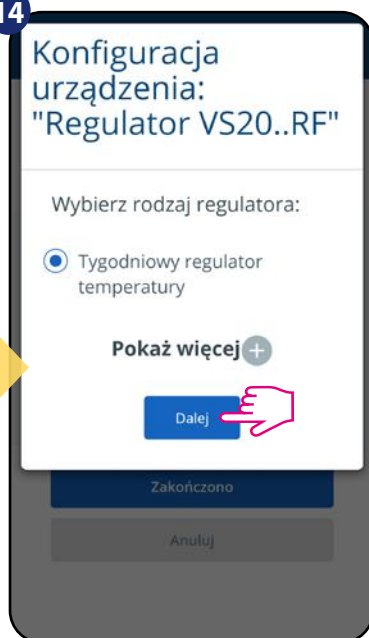 14
Konfiguracja
urządzenia:
"Regulator VS20..RF"
Wybierz rodzaj regulatora:
Tygodniowy regulator
temperatury
Pokaż więcej +
Dalej
Zakończono
Anuluj